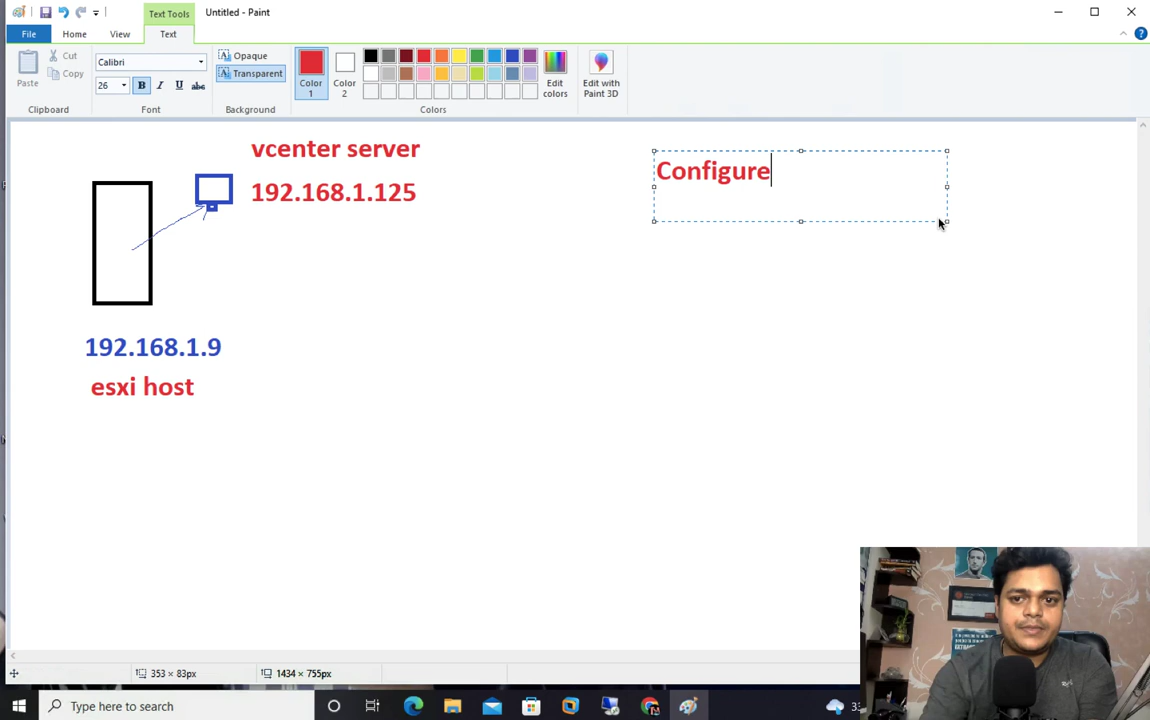 Text Tools
Untitled - Paint
File
Home
View
Text
Paste
Cut
Copy
Clipboard
Calibri
26
B
I
U
abc
Font
Opaque
Transparent
Background
Color 1
Color 2
Edit colors
Colors
Edit with Paint 3D
vcenter server
192.168.1.125
Configure
192.168.1.9
esxi host
353 × 83px
1434 × 755px
Type here to search